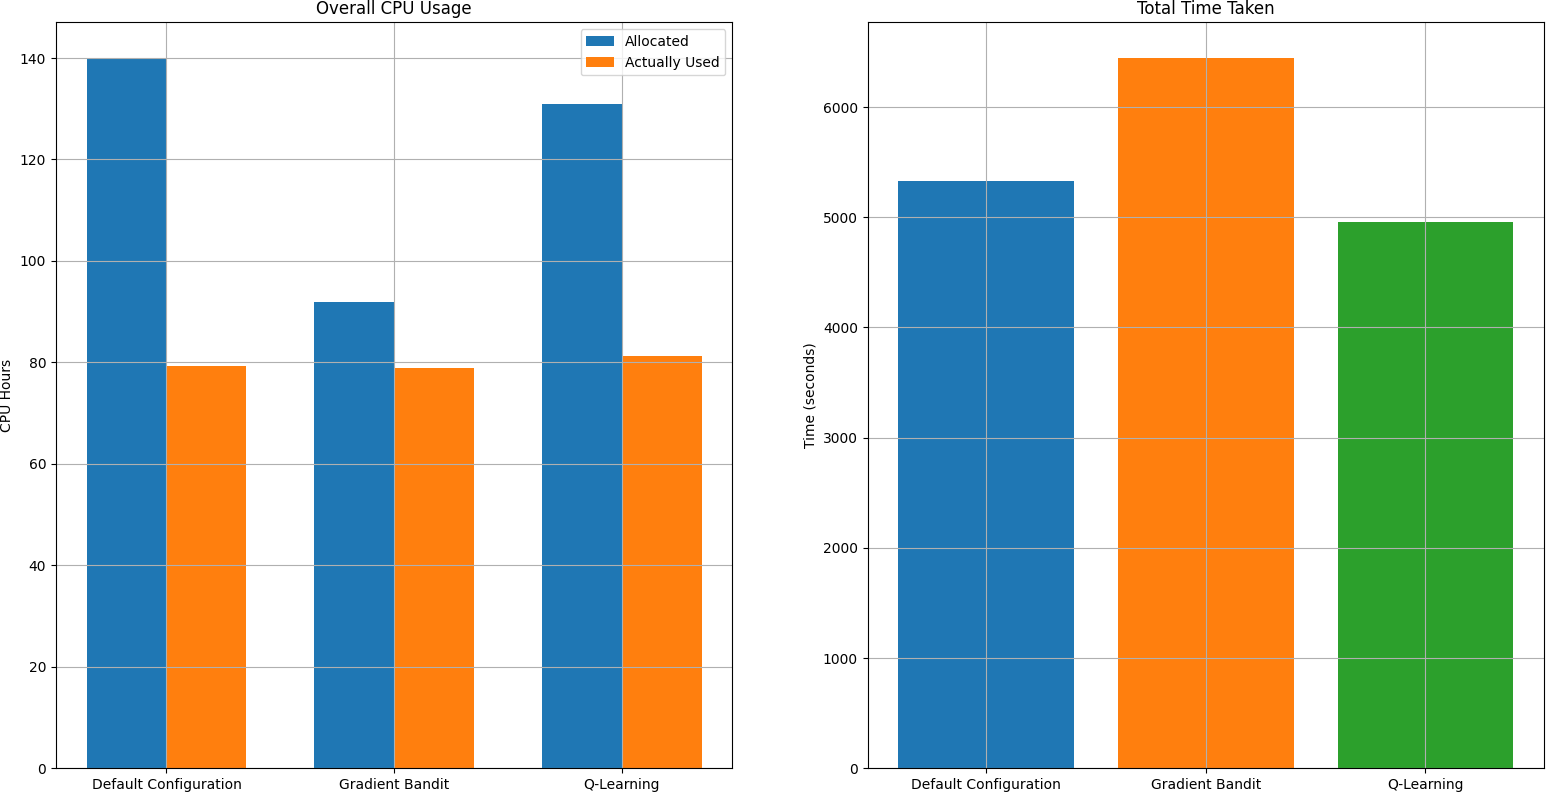 Overall CPU Usage
Allocated
Actually Used
140
120
100
80
60
40
20
0
CPU Hours
Default Configuration
Gradient Bandit
Q-Learning
Total Time Taken
6000
5000
4000
3000
2000
1000
0
Time (seconds)
Default Configuration
Gradient Bandit
Q-Learning